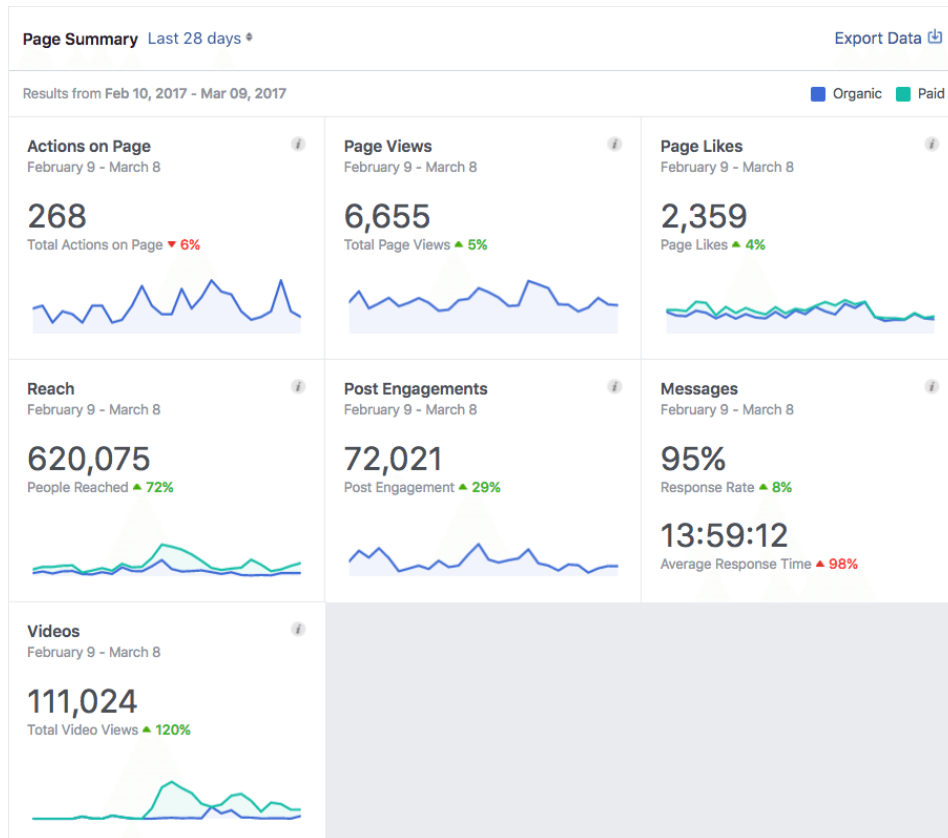 Page Summary Last 28 days
Export Data
Results from Feb 10, 2017 - Mar 09, 2017
Organic Paid
Actions on Page
February 9 - March 8
268
Total Actions on Page 6%
Page Views
February 9 - March 8
6,655
Total Page Views 5%
Page Likes
February 9 - March 8
2,359
Page Likes 4%
Reach
February 9 - March 8
620,075
People Reached 72%
Post Engagements
February 9 - March 8
72,021
Post Engagement 29%
Messages
February 9 - March 8
95%
Response Rate 8%
13:59:12
Average Response Time 98%
Videos
February 9 - March 8
111,024
Total Video Views 120%